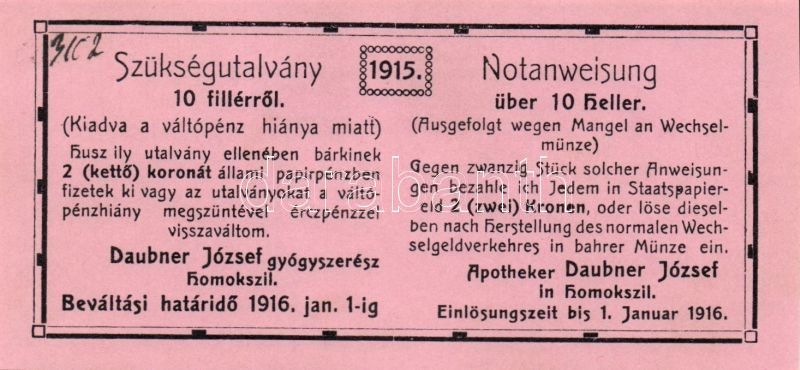 Szükségutalvány
10 fillérről.
(Kiadva a váltópénz hiánya miatt)
Husz ily utalvány ellenében bárkinek
2 (kettő) koronát állami papirpénzben
fizetek ki vagy az utalványokat a váltó-
pénzhiány megszüntével érczpénzzel
visszaváltom.
Daubner József gyógyszerész
Homokszil.
Beváltási határidő 1916. jan. 1-ig
1915.
Notanweisung
über 10 Heller.
(Ausgefolgt wegen Mangel an Wechsel-
münze)
Gegen zwanzig Stück solcher Anweisun-
gen bezahle ich Jedem in Staatspapier-
geld 2 (zwei) Kronen, oder löse diesel-
ben nach Herstellung des normalen Wech-
selgeldverkehres in bahrer Münze ein.
Apotheker Daubner József
in Homokszil.
Einlösungszeit bis 1. Januar 1916.
darabanth